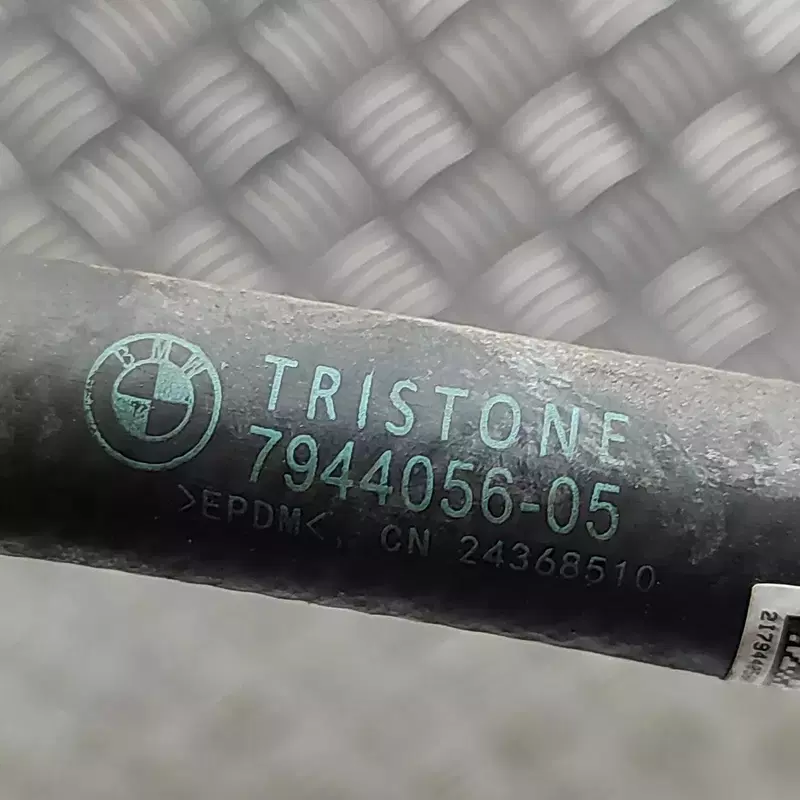 BMW
TRISTONE
7944056-05
>EPDM<, CN 24368510